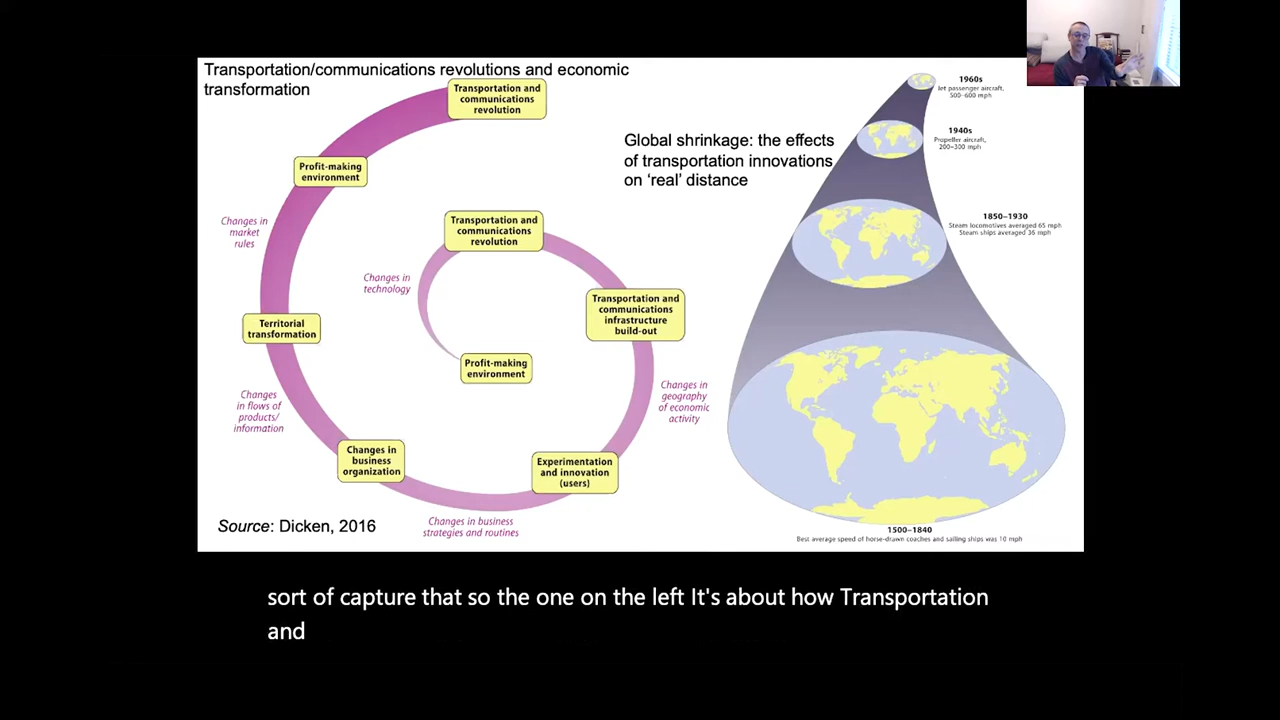 Transportation/communications revolutions and economic
transformation
Transportation and
communications
revolution
Profit-making
environment
Changes in
market
rules
Territorial
transformation
Changes
in flows of
products/
information
Changes in
business
organization
Changes in business
strategies and routines
Experimentation
and innovation
(users)
Changes in
geography
of economic
activity
Transportation and
communications
infrastructure
build-out
Transportation and
communications
revolution
Changes in
technology
Profit-making
environment
Source: Dicken, 2016
Global shrinkage: the effects
of transportation innovations
on ‘real’ distance
1960s
Jet passenger aircraft,
500–600 mph
1940s
Propeller aircraft,
200–300 mph
1850–1930
Steam locomotives averaged 65 mph
Steam ships averaged 36 mph
1500–1840
Best average speed of horse-drawn coaches and sailing ships was 10 mph
sort of capture that so the one on the left It's about how Transportation
and